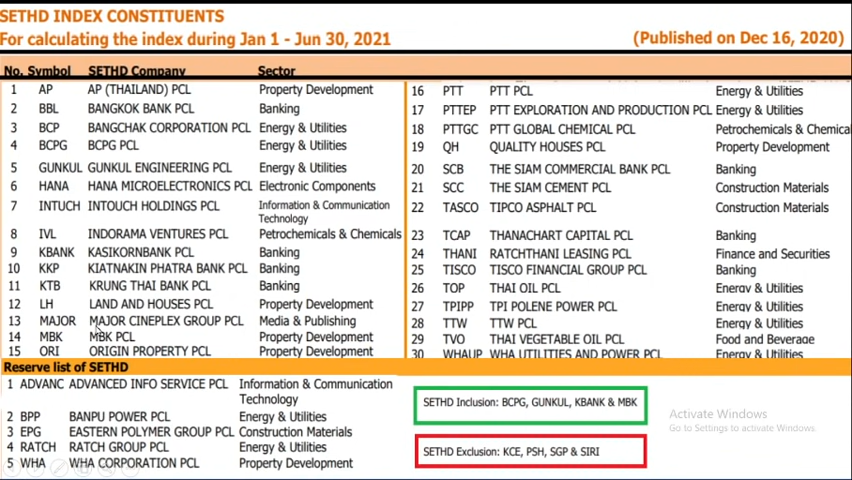 SETHD INDEX CONSTITUENTS
For calculating the index during Jan 1 - Jun 30, 2021
(Published on Dec 16, 2020)
No. Symbol SETHD Company Sector
1 AP AP (THAILAND) PCL Property Development
2 BBL BANGKOK BANK PCL Banking
3 BCP BANGCHAK CORPORATION PCL Energy & Utilities
4 BCPG BCPG PCL Energy & Utilities
5 GUNKUL GUNKUL ENGINEERING PCL Energy & Utilities
6 HANA HANA MICROELECTRONICS PCL Electronic Components
7 INTUCH INTOUCH HOLDINGS PCL Information & Communication
Technology
8 IVL INDORAMA VENTURES PCL Petrochemicals & Chemicals
9 KBANK KASIKORNBANK PCL Banking
10 KKP KIATNAKIN PHATRA BANK PCL Banking
11 KTB KRUNG THAI BANK PCL Banking
12 LH LAND AND HOUSES PCL Property Development
13 MAJOR MAJOR CINEPLEX GROUP PCL Media & Publishing
14 MBK MBK PCL Property Development
15 ORI ORIGIN PROPERTY PCL Property Development
16 PTT PTT PCL Energy & Utilities
17 PTTEP PTT EXPLORATION AND PRODUCTION PCL Energy & Utilities
18 PTTGC PTT GLOBAL CHEMICAL PCL Petrochemicals & Chemica
19 QH QUALITY HOUSES PCL Property Development
20 SCB THE SIAM COMMERCIAL BANK PCL Banking
21 SCC THE SIAM CEMENT PCL Construction Materials
22 TASCO TIPCO ASPHALT PCL Construction Materials
23 TCAP THANACHART CAPITAL PCL Banking
24 THANI RATCHTHANI LEASING PCL Finance and Securities
25 TISCO TISCO FINANCIAL GROUP PCL Banking
26 TOP THAI OIL PCL Energy & Utilities
27 TPIPP TPI POLENE POWER PCL Energy & Utilities
28 TTW TTW PCL Energy & Utilities
29 TVO THAI VEGETABLE OIL PCL Food and Beverage
30 WHAUP WHA UTILITIES AND POWER PCL Energy & Utilities
Reserve list of SETHD
1 ADVANC ADVANCED INFO SERVICE PCL Information & Communication
Technology
2 BPP BANPU POWER PCL Energy & Utilities
3 EPG EASTERN POLYMER GROUP PCL Construction Materials
4 RATCH RATCH GROUP PCL Energy & Utilities
5 WHA WHA CORPORATION PCL Property Development
SETHD Inclusion: BCPG, GUNKUL, KBANK & MBK
SETHD Exclusion: KCE, PSH, SGP & SIRI
Activate Windows
Go to Settings to activate Windows.